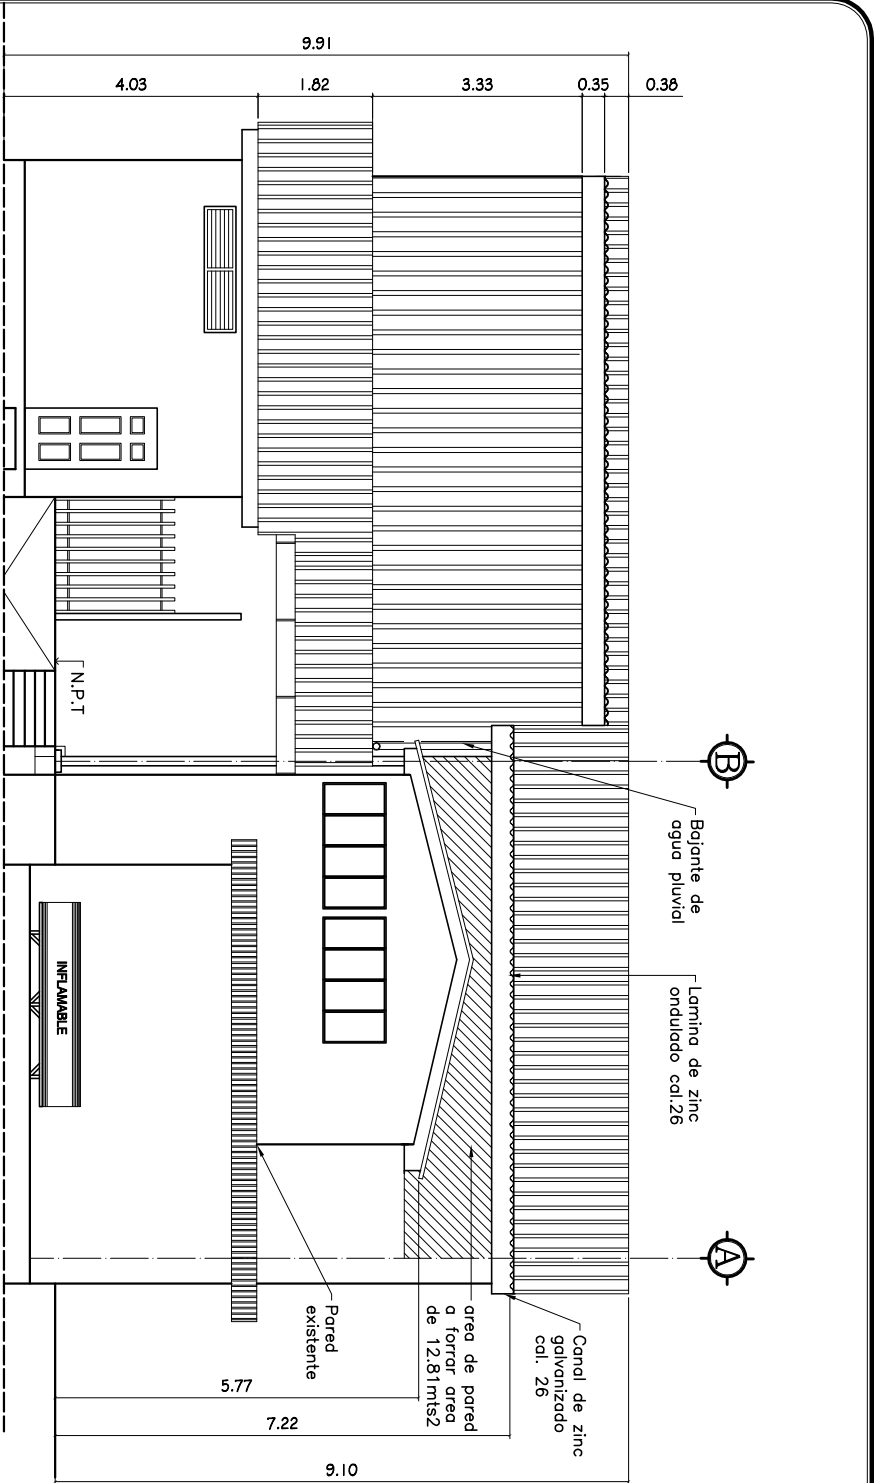 9.91
4.03
1.82
3.33
0.35
0.38
N.P.T
B
Bajante de
agua pluvial
Lamina de zinc
ondulado cal.26
INFLAMABLE
A
Canal de zinc
galvanizado
cal. 26
area de pared
a forrar area
de 12.81mts2
Pared
existente
5.77
7.22
9.10